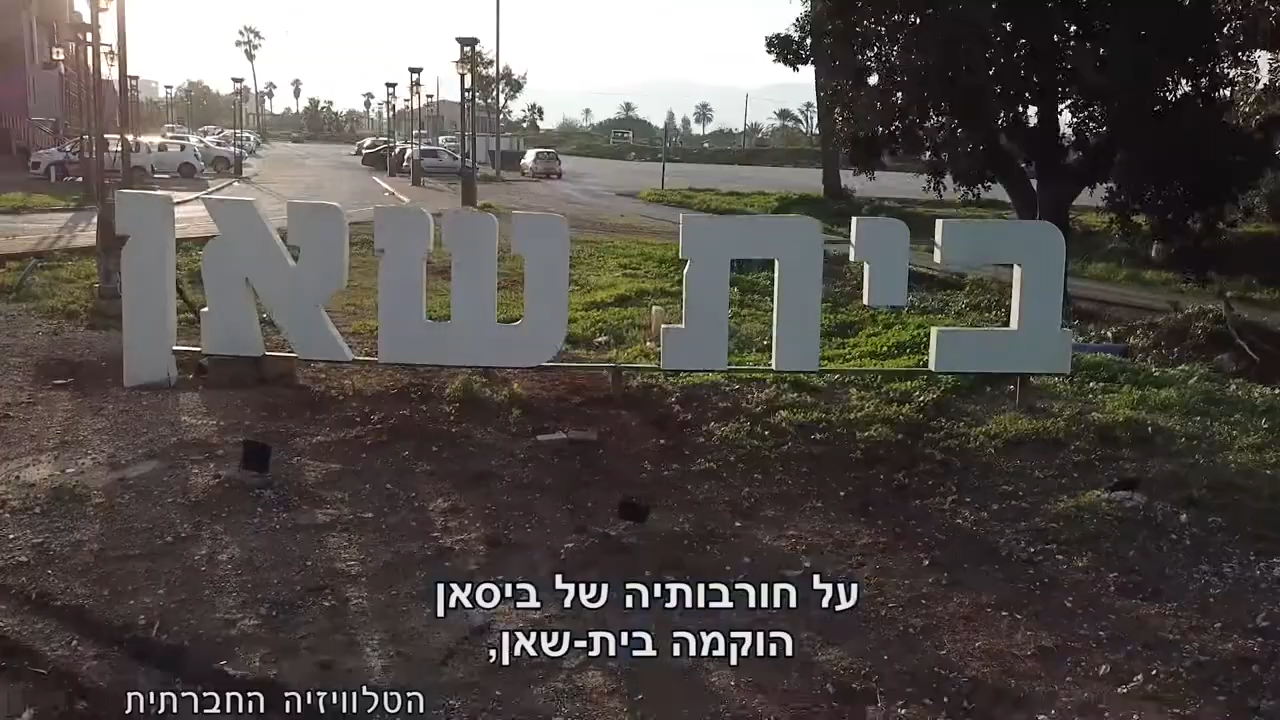 בית שאן
על חורבותיה של ביסאן
הוקמה בית-שאן,
הטלוויזיה החברתית